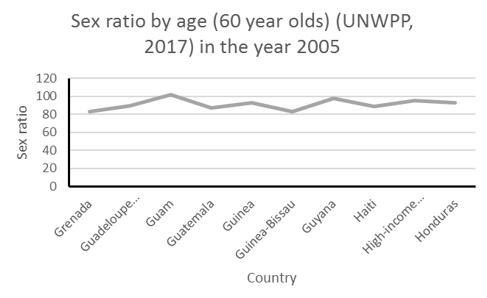 Sex ratio by age (60 year olds) (UNWPP,
2017) in the year 2005
Sex ratio
120
100
80
60
40
20
0
Grenada
Guadeloupe...
Guam
Guatemala
Guinea
Guinea-Bissau
Guyana
Haiti
High-income...
Honduras
Country